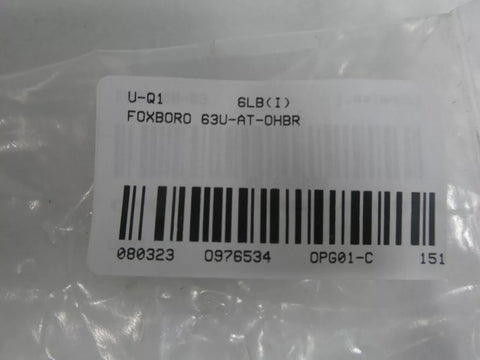 U-Q1 6LB(I)
FOXBORO 63U-AT-OHBR
080323 0976534 OPG01-C 151